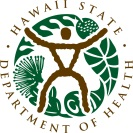 HAWAII STATE
DEPARTMENT OF HEALTH